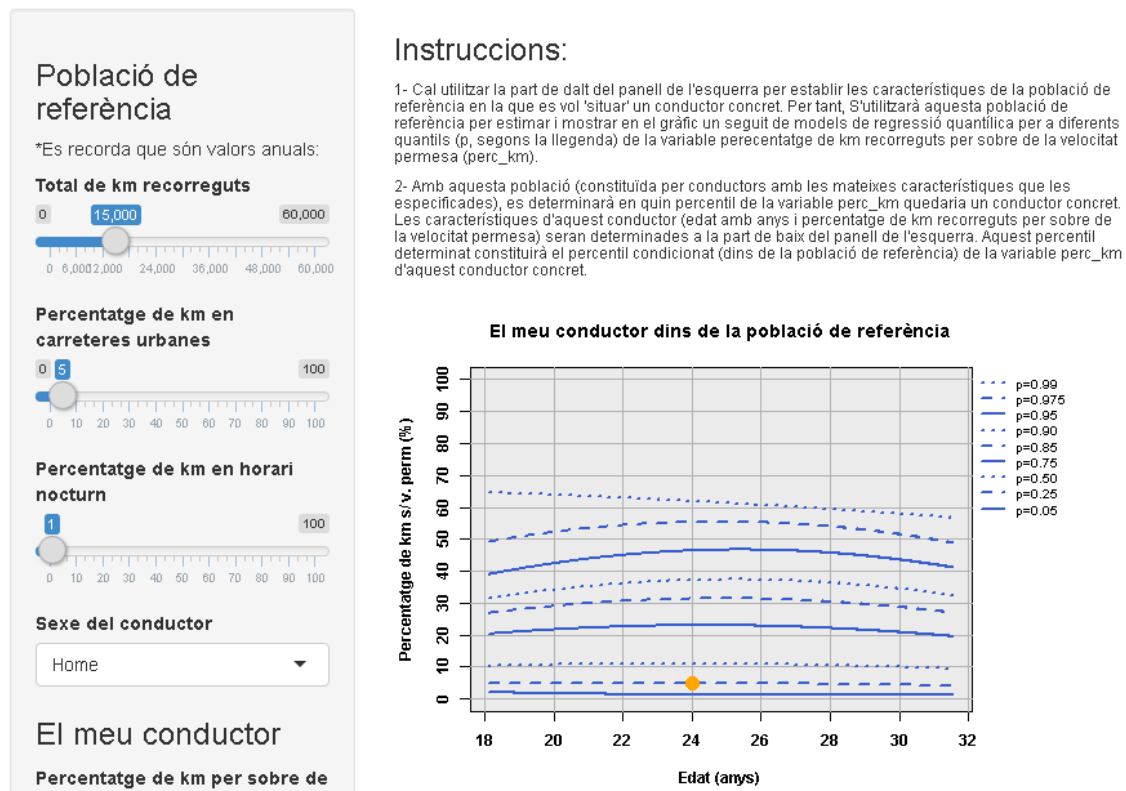 Població de
referència
*Es recorda que són valors anuals:
Total de km recorreguts
0 15,000 60,000
0 6,000 12,000 24,000 36,000 48,000 60,000
Percentatge de km en
carreteres urbanes
0 5 100
0 10 20 30 40 50 60 70 80 90 100
Percentatge de km en horari
nocturn
1 100
0 10 20 30 40 50 60 70 80 90 100
Sexe del conductor
Home
El meu conductor
Percentatge de km per sobre de
Instruccions:
1- Cal utilitzar la part de dalt del panell de l'esquerra per establir les característiques de la població de
referència en la que es vol 'situar' un conductor concret. Per tant, S'utilitzarà aquesta població de
referència per estimar i mostrar en el gràfic un seguit de models de regressió quantílica per a diferents
quantils (p, segons la llegenda) de la variable perecentatge de km recorreguts per sobre de la velocitat
permesa (perc_km).
2- Amb aquesta població (constituïda per conductors amb les mateixes característiques que les
especificades), es determinarà en quin percentil de la variable perc_km quedaria un conductor concret.
Les característiques d'aquest conductor (edat amb anys i percentatge de km recorreguts per sobre de
la velocitat permesa) seran determinades a la part de baix del panell de l'esquerra. Aquest percentil
determinat constituirà el percentil condicionat (dins de la població de referència) de la variable perc_km
d'aquest conductor concret.
El meu conductor dins de la població de referència
Percentatge de km s/v. perm (%)
100
90
80
70
60
50
40
30
20
10
0
18 20 22 24 26 28 30 32
Edat (anys)
p=0.99
p=0.975
p=0.95
p=0.90
p=0.85
p=0.75
p=0.50
p=0.25
p=0.05